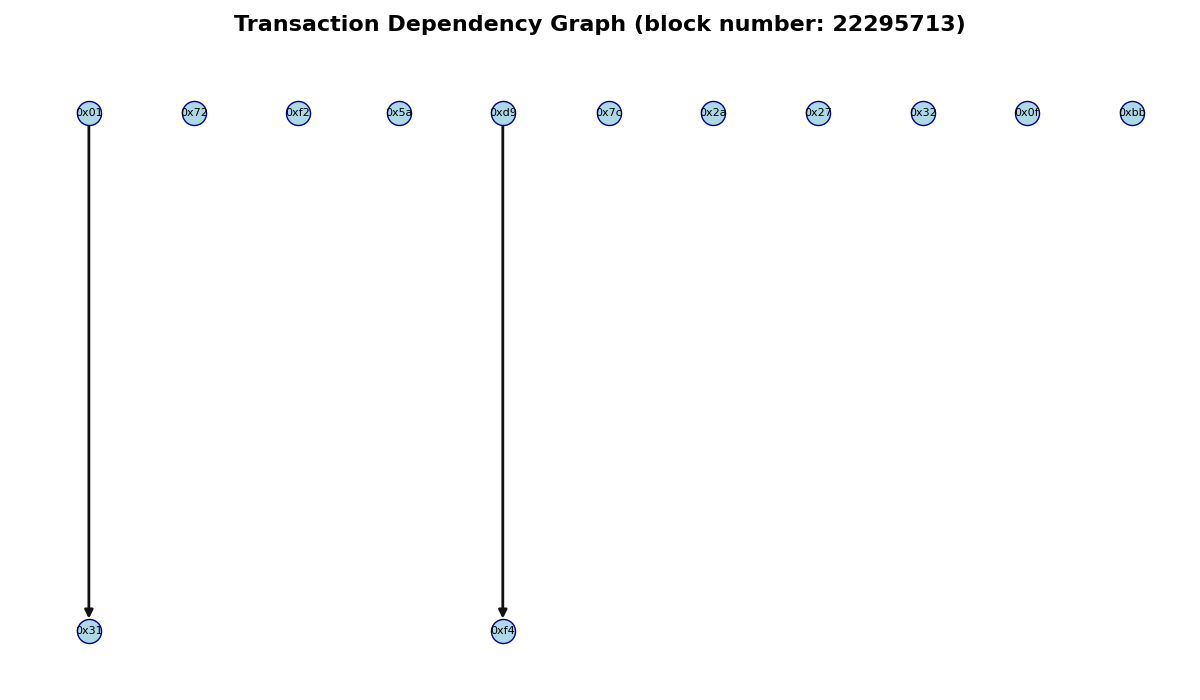 Transaction Dependency Graph (block number: 22295713)
0x01 0x72 0xf2 0x5a 0xd9 0x7c 0x2a 0x27 0x32 0x0f 0xbb
0x31 0xf4